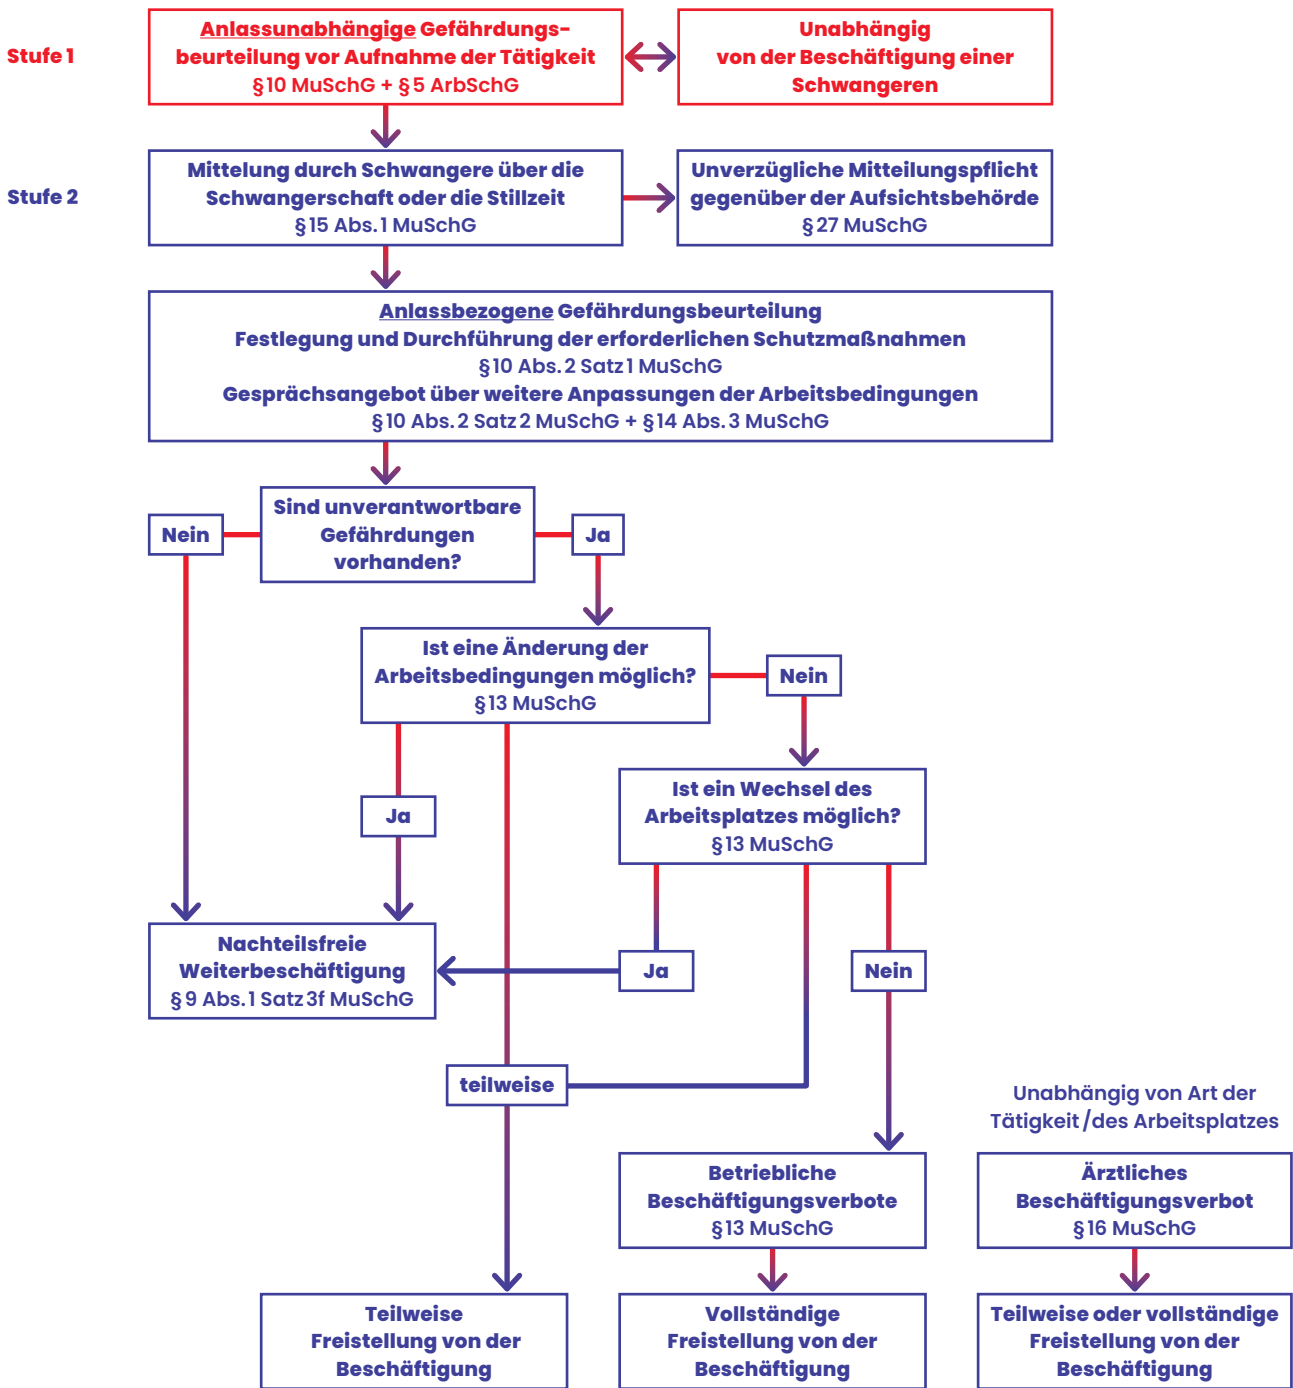 Stufe 1
Anlassunabhängige Gefährdungs-
beurteilung vor Aufnahme der Tätigkeit
§ 10 MuSchG + § 5 ArbSchG
Unabhängig
von der Beschäftigung einer
Schwangeren
Stufe 2
Mittelung durch Schwangere über die
Schwangerschaft oder die Stillzeit
§ 15 Abs. 1 MuSchG
Unverzügliche Mitteilungspflicht
gegenüber der Aufsichtsbehörde
§ 27 MuSchG
Anlassbezogene Gefährdungsbeurteilung
Festlegung und Durchführung der erforderlichen Schutzmaßnahmen
§ 10 Abs. 2 Satz 1 MuSchG
Gesprächsangebot über weitere Anpassungen der Arbeitsbedingungen
§ 10 Abs. 2 Satz 2 MuSchG + § 14 Abs. 3 MuSchG
Sind unverantwortbare
Gefährdungen
vorhanden?
Nein
Ja
Ist eine Änderung der
Arbeitsbedingungen möglich?
§ 13 MuSchG
Nein
Ja
Ist ein Wechsel des
Arbeitsplatzes möglich?
§ 13 MuSchG
Nachteilsfreie
Weiterbeschäftigung
§ 9 Abs. 1 Satz 3f MuSchG
Ja
Nein
teilweise
Unabhängig von Art der
Tätigkeit / des Arbeitsplatzes
Betriebliche
Beschäftigungsverbote
§ 13 MuSchG
Ärztliches
Beschäftigungsverbot
§ 16 MuSchG
Teilweise
Freistellung von der
Beschäftigung
Vollständige
Freistellung von der
Beschäftigung
Teilweise oder vollständige
Freistellung von der
Beschäftigung